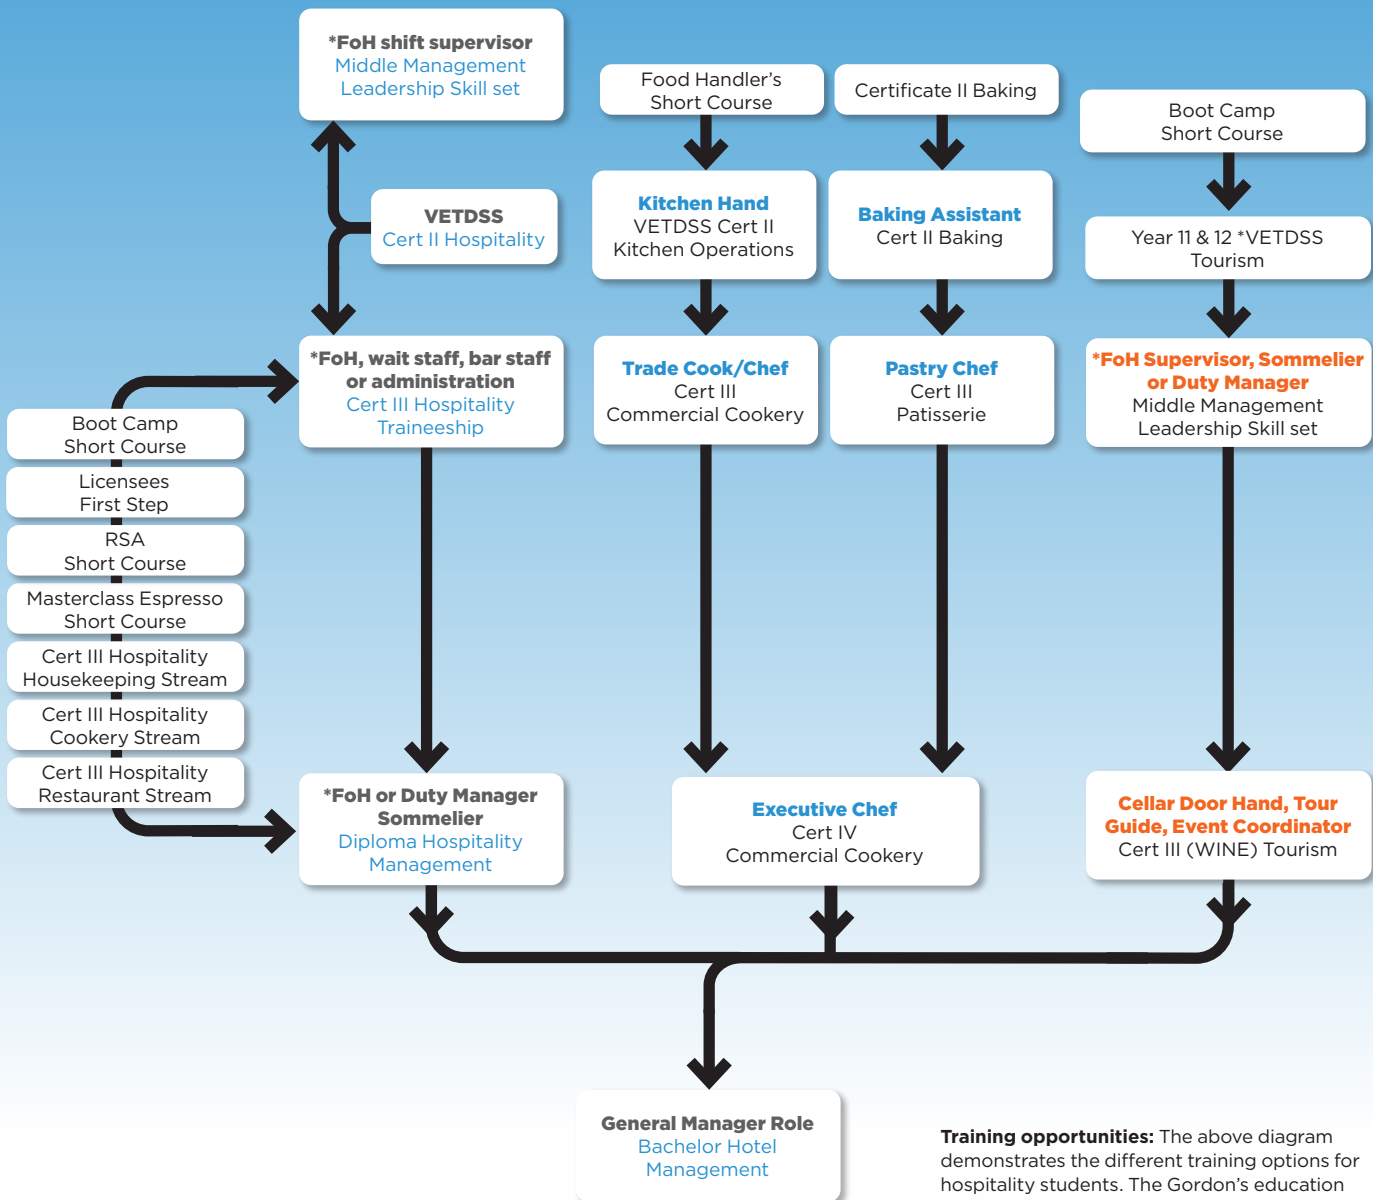 *FoH shift supervisor
Middle Management
Leadership Skill set
VETDSS
Cert II Hospitality
*FoH, wait staff, bar staff
or administration
Cert III Hospitality
Traineeship
Boot Camp
Short Course
Licensees
First Step
RSA
Short Course
Masterclass Espresso
Short Course
Cert III Hospitality
Housekeeping Stream
Cert III Hospitality
Cookery Stream
Cert III Hospitality
Restaurant Stream
*FoH or Duty Manager
Sommelier
Diploma Hospitality
Management
Food Handler's
Short Course
Kitchen Hand
VETDSS Cert II
Kitchen Operations
Trade Cook/Chef
Cert III
Commercial Cookery
Certificate II Baking
Baking Assistant
Cert II Baking
Pastry Chef
Cert III
Patisserie
Executive Chef
Cert IV
Commercial Cookery
Boot Camp
Short Course
Year 11 & 12 *VETDSS
Tourism
*FoH Supervisor, Sommelier
or Duty Manager
Middle Management
Leadership Skill set
Cellar Door Hand, Tour
Guide, Event Coordinator
Cert III (WINE) Tourism
General Manager Role
Bachelor Hotel
Management
Training opportunities: The above diagram
demonstrates the different training options for
hospitality students. The Gordon's education